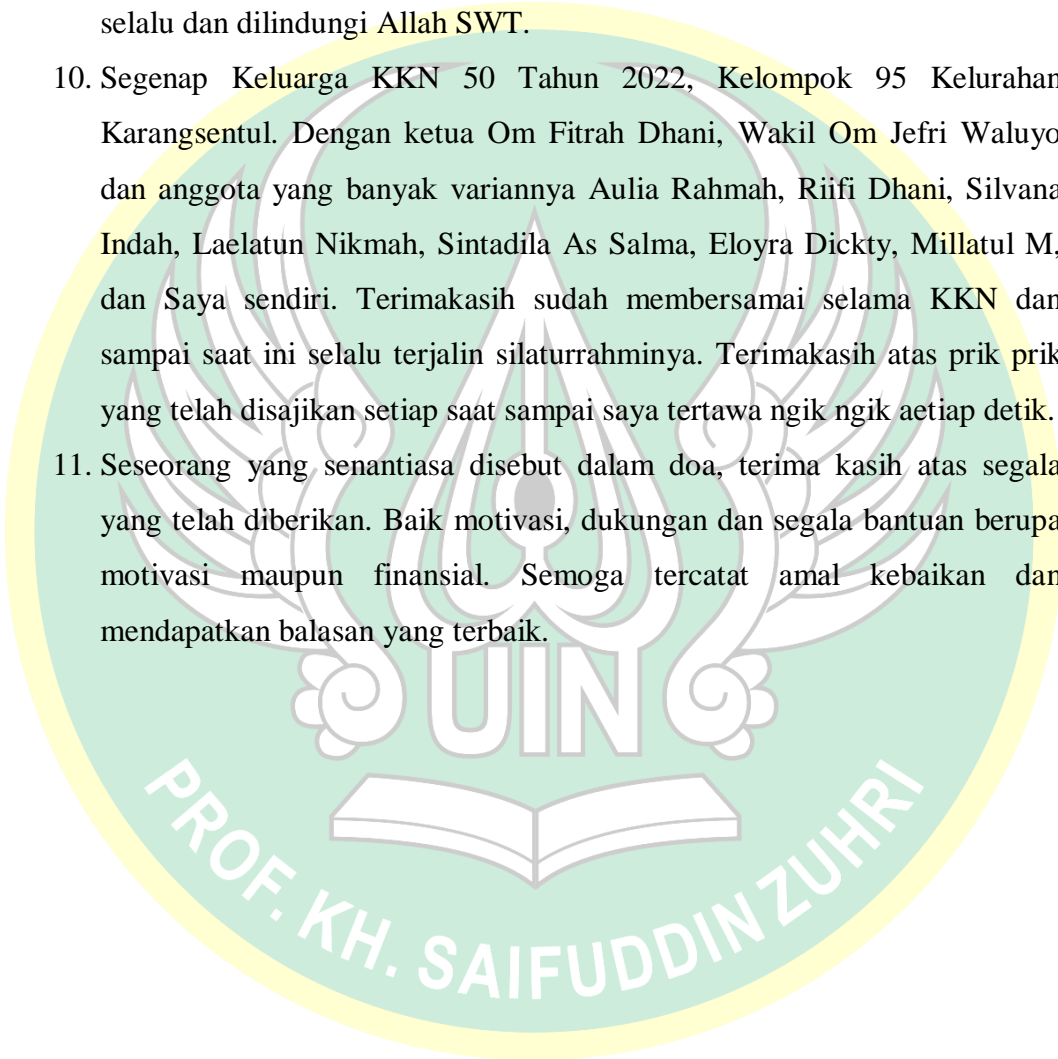 selalu dan dilindungi Allah SWT.
10. Segenap Keluarga KKN 50 Tahun 2022, Kelompok 95 Kelurahan
Karangsentul. Dengan ketua Om Fitrah Dhani, Wakil Om Jefri Waluyo
dan anggota yang banyak variannya Aulia Rahmah, Riifi Dhani, Silvana
Indah, Laelatun Nikmah, Sintadila As Salma, Eloyra Dickty, Millatul M,
dan Saya sendiri. Terimakasih sudah membersamai selama KKN dan
sampai saat ini selalu terjalin silaturrahminya. Terimakasih atas prik prik
yang telah disajikan setiap saat sampai saya tertawa ngik ngik aetiap detik.
11. Seseorang yang senantiasa disebut dalam doa, terima kasih atas segala
yang telah diberikan. Baik motivasi, dukungan dan segala bantuan berupa
motivasi maupun finansial. Semoga tercatat amal kebaikan dan
mendapatkan balasan yang terbaik.
UIN
PROF. KH. SAIFUDDIN ZUHRI